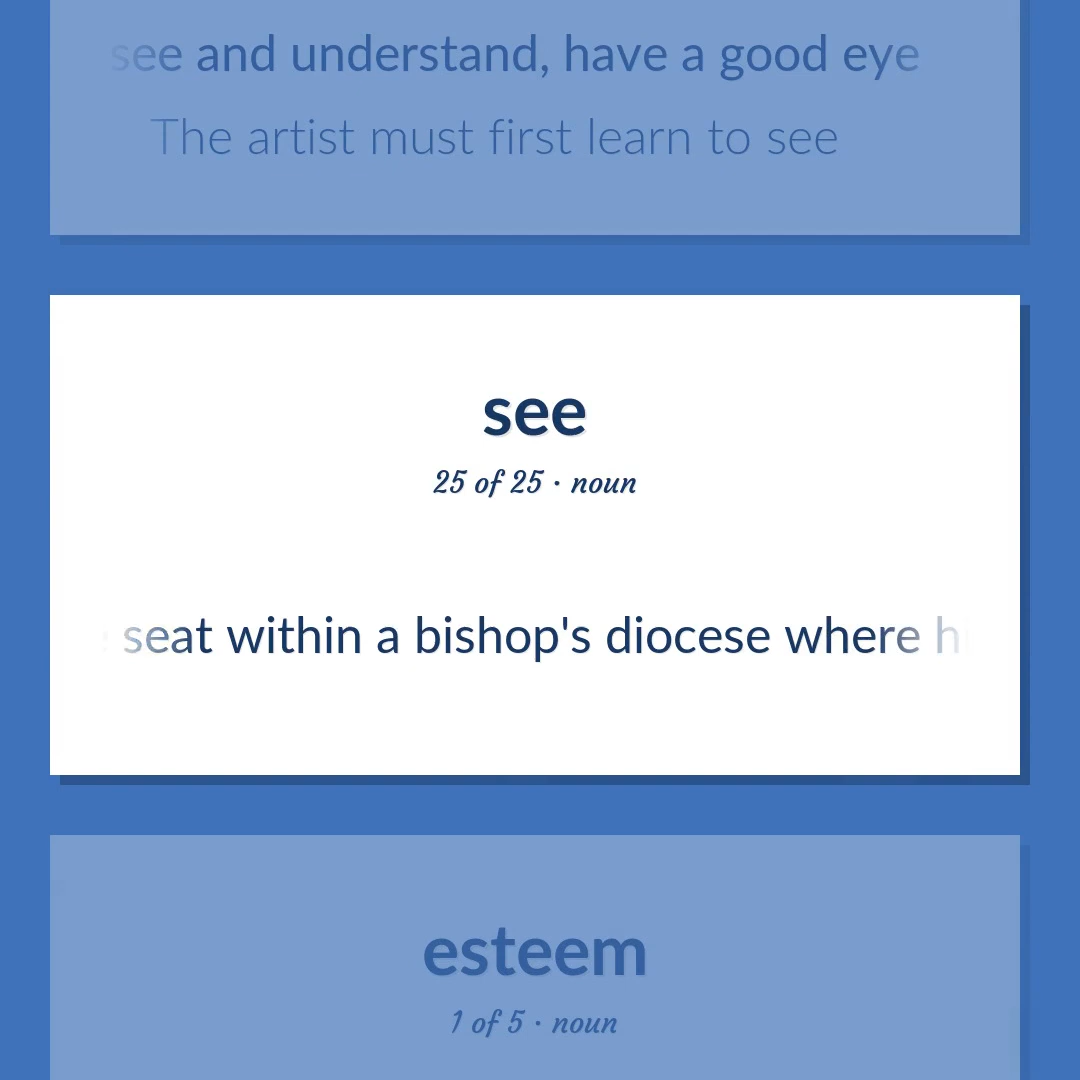 see and understand, have a good eye
The artist must first learn to see
see
25 of 25 · noun
seat within a bishop's diocese where
esteem
1 of 5 · noun